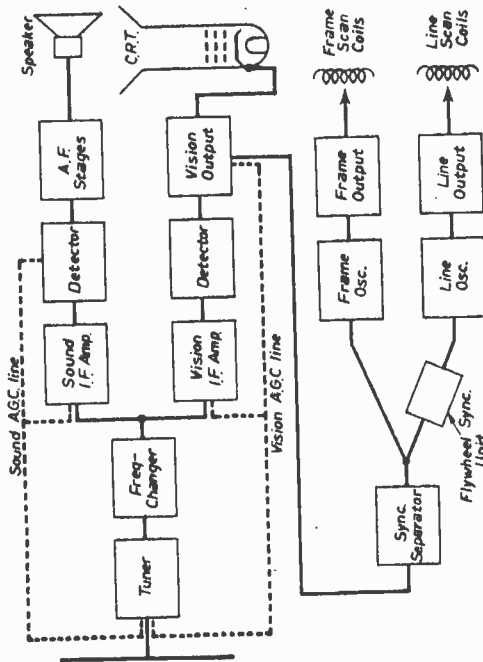 Speaker
A.F.
Stages
Detector
Sound
I.F. Amp.
Sound A.G.C. line
C.R.T.
Vision
Output
Detector
Vision
I.F. Amp.
Vision A.G.C. line
Freq-
Changer
Tuner
Frame
Scan
Coils
Frame
Output
Frame
Osc.
Line
Scan
Coils
Line
Output
Line
Osc.
Flywheel Sync.
Unit
Sync.
Separator